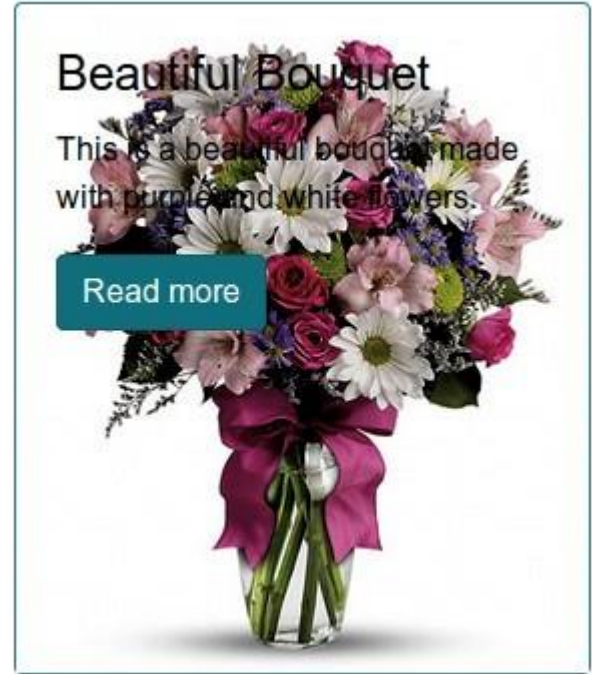 Beautiful Bouquet
This is a beautiful bouquet made
with purple and white flowers.
Read more